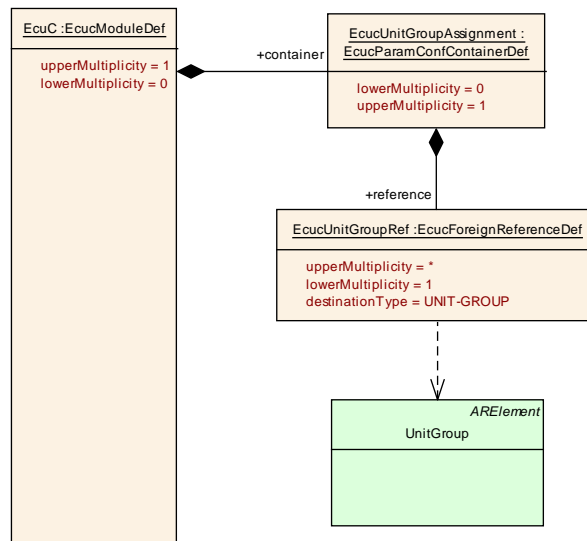 EcuC :EcucModuleDef
upperMultiplicity = 1
lowerMultiplicity = 0
+container
EcucUnitGroupAssignment :
EcucParamConfContainerDef
lowerMultiplicity = 0
upperMultiplicity = 1
+reference
EcucUnitGroupRef :EcucForeignReferenceDef
upperMultiplicity = *
lowerMultiplicity = 1
destinationType = UNIT-GROUP
ARElement
UnitGroup